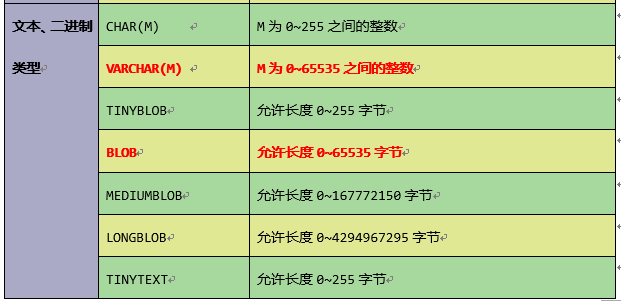 文本、二进制类型
CHAR(M) M 为 0~255 之间的整数
VARCHAR(M) M 为 0~65535 之间的整数
TINYBLOB 允许长度 0~255 字节
BLOB 允许长度 0~65535 字节
MEDIUMBLOB 允许长度 0~167772150 字节
LONGBLOB 允许长度 0~4294967295 字节
TINYTEXT 允许长度 0~255 字节